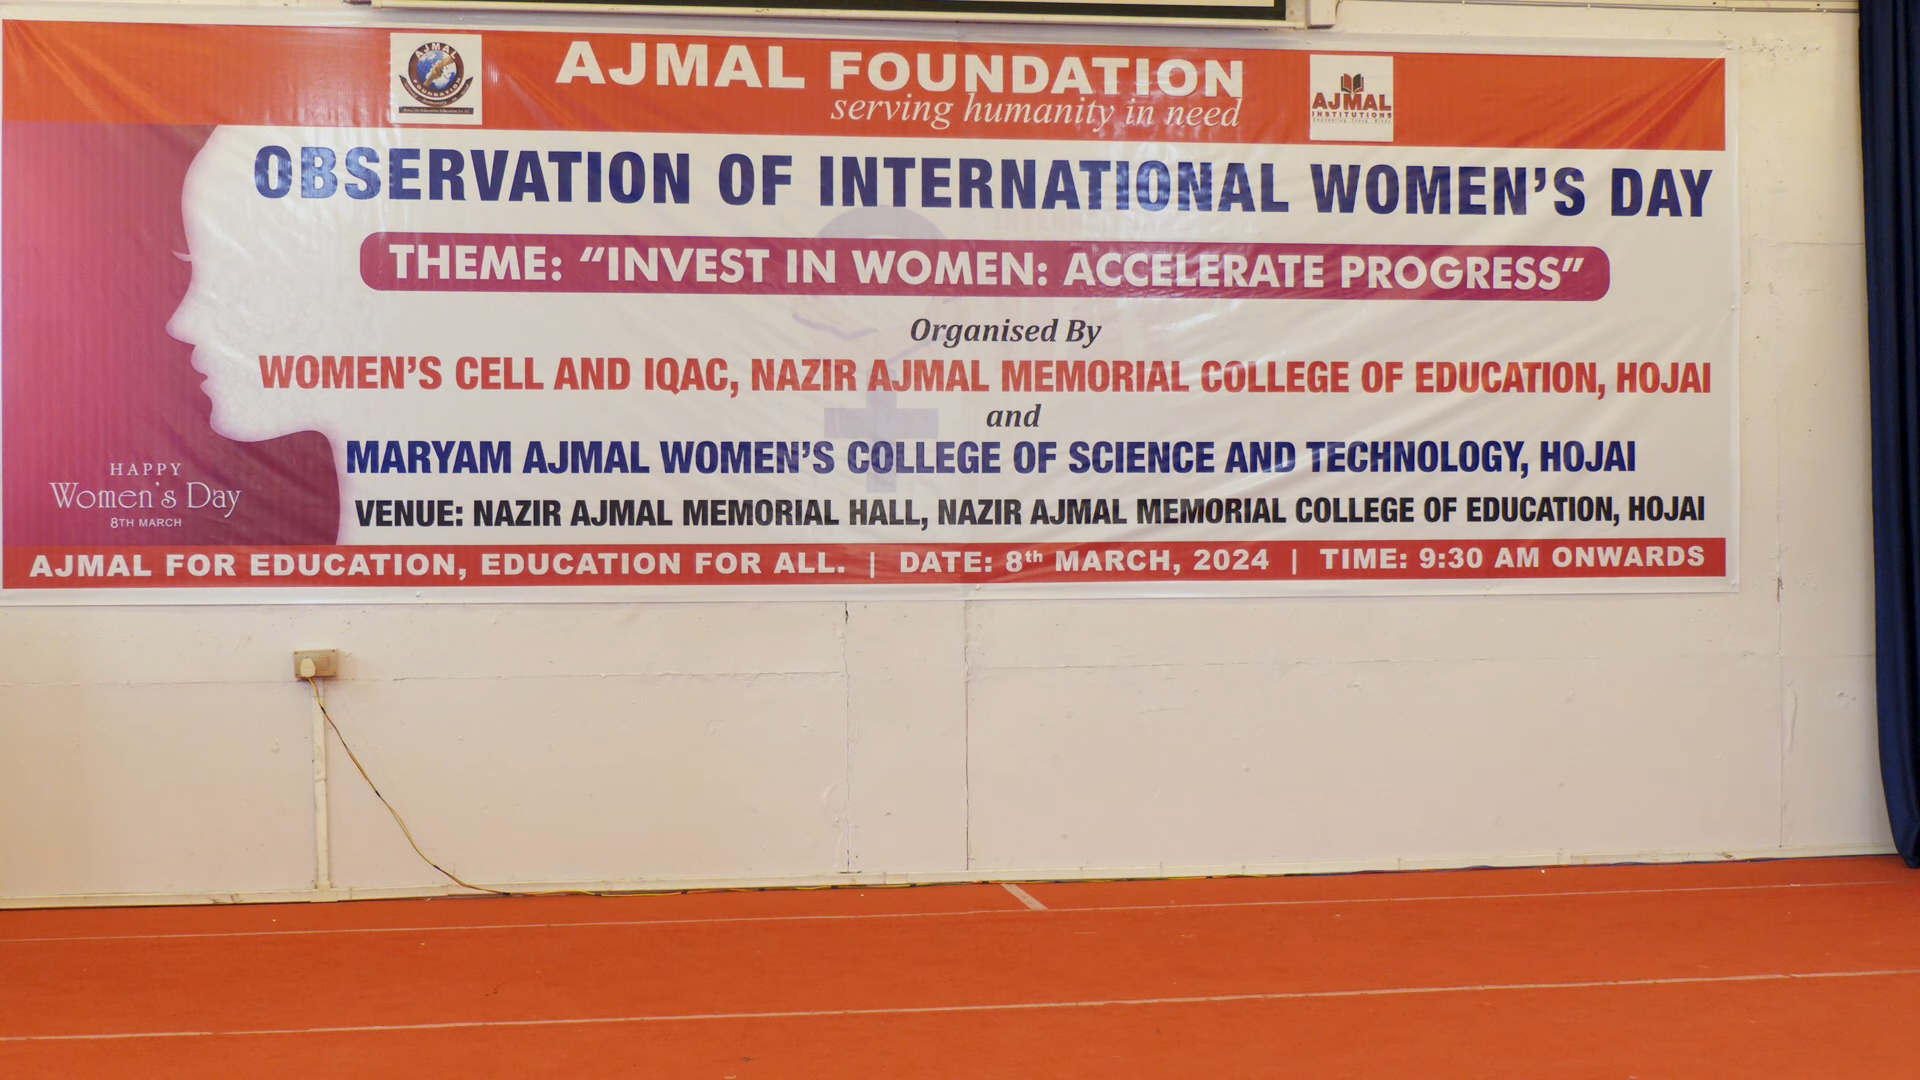 AJMAL FOUNDATION
serving humanity in need
AJMAL
FOUNDATION
AJMAL
INSTITUTIONS
OBSERVATION OF INTERNATIONAL WOMEN'S DAY
THEME: “INVEST IN WOMEN: ACCELERATE PROGRESS”
Organised By
WOMEN'S CELL AND IQAC, NAZIR AJMAL MEMORIAL COLLEGE OF EDUCATION, HOJAI
and
MARYAM AJMAL WOMEN'S COLLEGE OF SCIENCE AND TECHNOLOGY, HOJAI
VENUE: NAZIR AJMAL MEMORIAL HALL, NAZIR AJMAL MEMORIAL COLLEGE OF EDUCATION, HOJAI
HAPPY
Women's Day
8TH MARCH
AJMAL FOR EDUCATION, EDUCATION FOR ALL. | DATE: 8th MARCH, 2024 | TIME: 9:30 AM ONWARDS